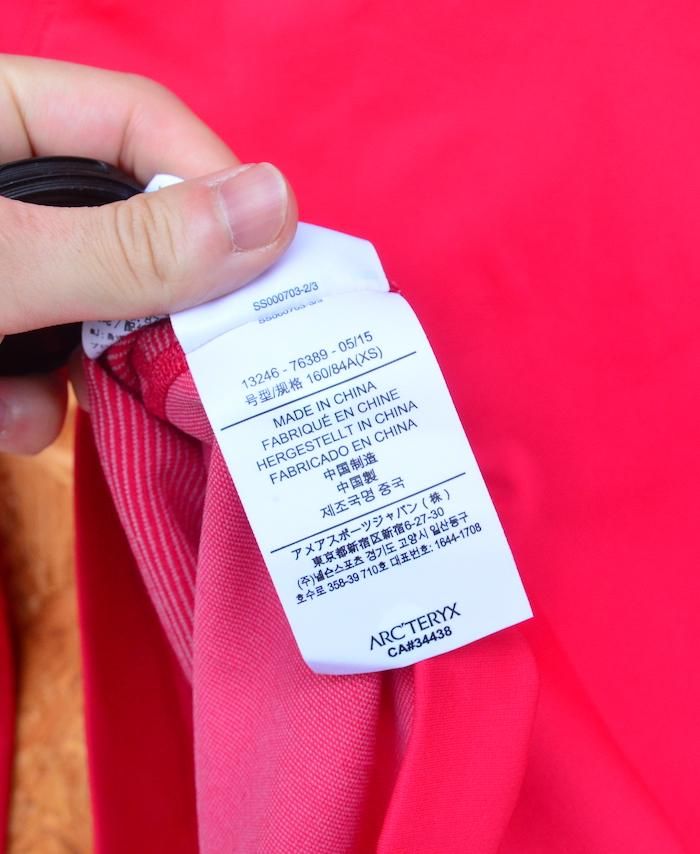 SS000703-2/3
SS000703-3/3
13246 - 76389 - 05/15
号型/规格 160/84A(XS)
MADE IN CHINA
FABRIQUÉ EN CHINE
HERGESTELLT IN CHINA
FABRICADO EN CHINA
中国制造
中国製
제조국명 중국
アメアスポーツジャパン (株)
東京都新宿区新宿6-27-30
(주)넬슨스포츠 경기도 고양시 일산동구
호수로 358-39 710호 대표번호: 1644-1708
ARC'TERYX
CA#34438